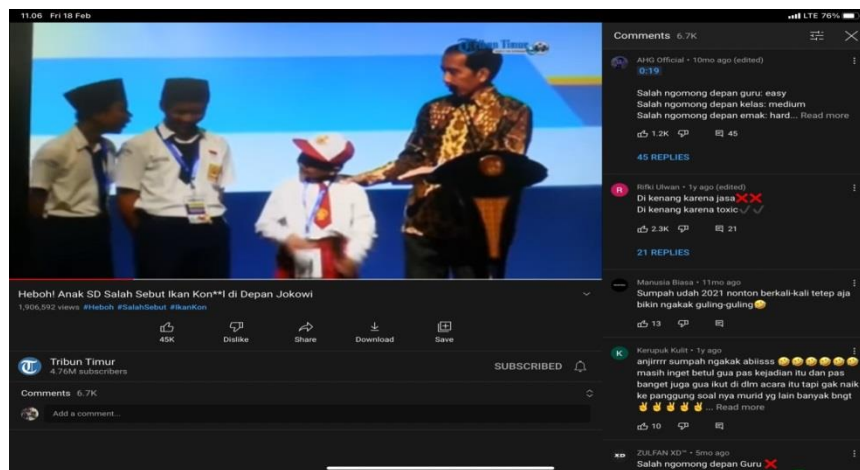 11.06 Fri 18 Feb
LTE 76%
Tribun Timur
Heboh! Anak SD Salah Sebut Ikan Kon**l di Depan Jokowi
1,906,592 views #Heboh #SalahSebut #IkanKon
45K
Dislike
Share
Download
Save
Tribun Timur
4.76M subscribers
SUBSCRIBED
Comments 6.7K
Add a comment...
Comments 6.7K
AHG Official • 10mo ago (edited)
0:19
Salah ngomong depan guru: easy
Salah ngomong depan kelas: medium
Salah ngomong depan emak: hard... Read more
1.2K 45
45 REPLIES
R
Rifki Ulwan • 1y ago (edited)
Di kenang karena jasa❌❌
Di kenang karena toxic✔✔
2.3K 21
21 REPLIES
Manusia Biasa • 11mo ago
Sumpah udah 2021 nonton berkali-kali tetep aja
bikin ngakak guling-guling🤣
13
K
Kerupuk Kulit • 1y ago
anjirrr sumpah ngakak abiisss 🤣🤣🤣🤣🤣🤣
masih inget betul gua pas kejadian itu dan pas
banget juga gua ikut di dlm acara itu tapi gak naik
ke panggung soal nya murid yg lain banyak bngt
✌✌✌✌✌... Read more
10
XD
ZULFAN XD™ • 5mo ago
Salah ngomong depan Guru ❌